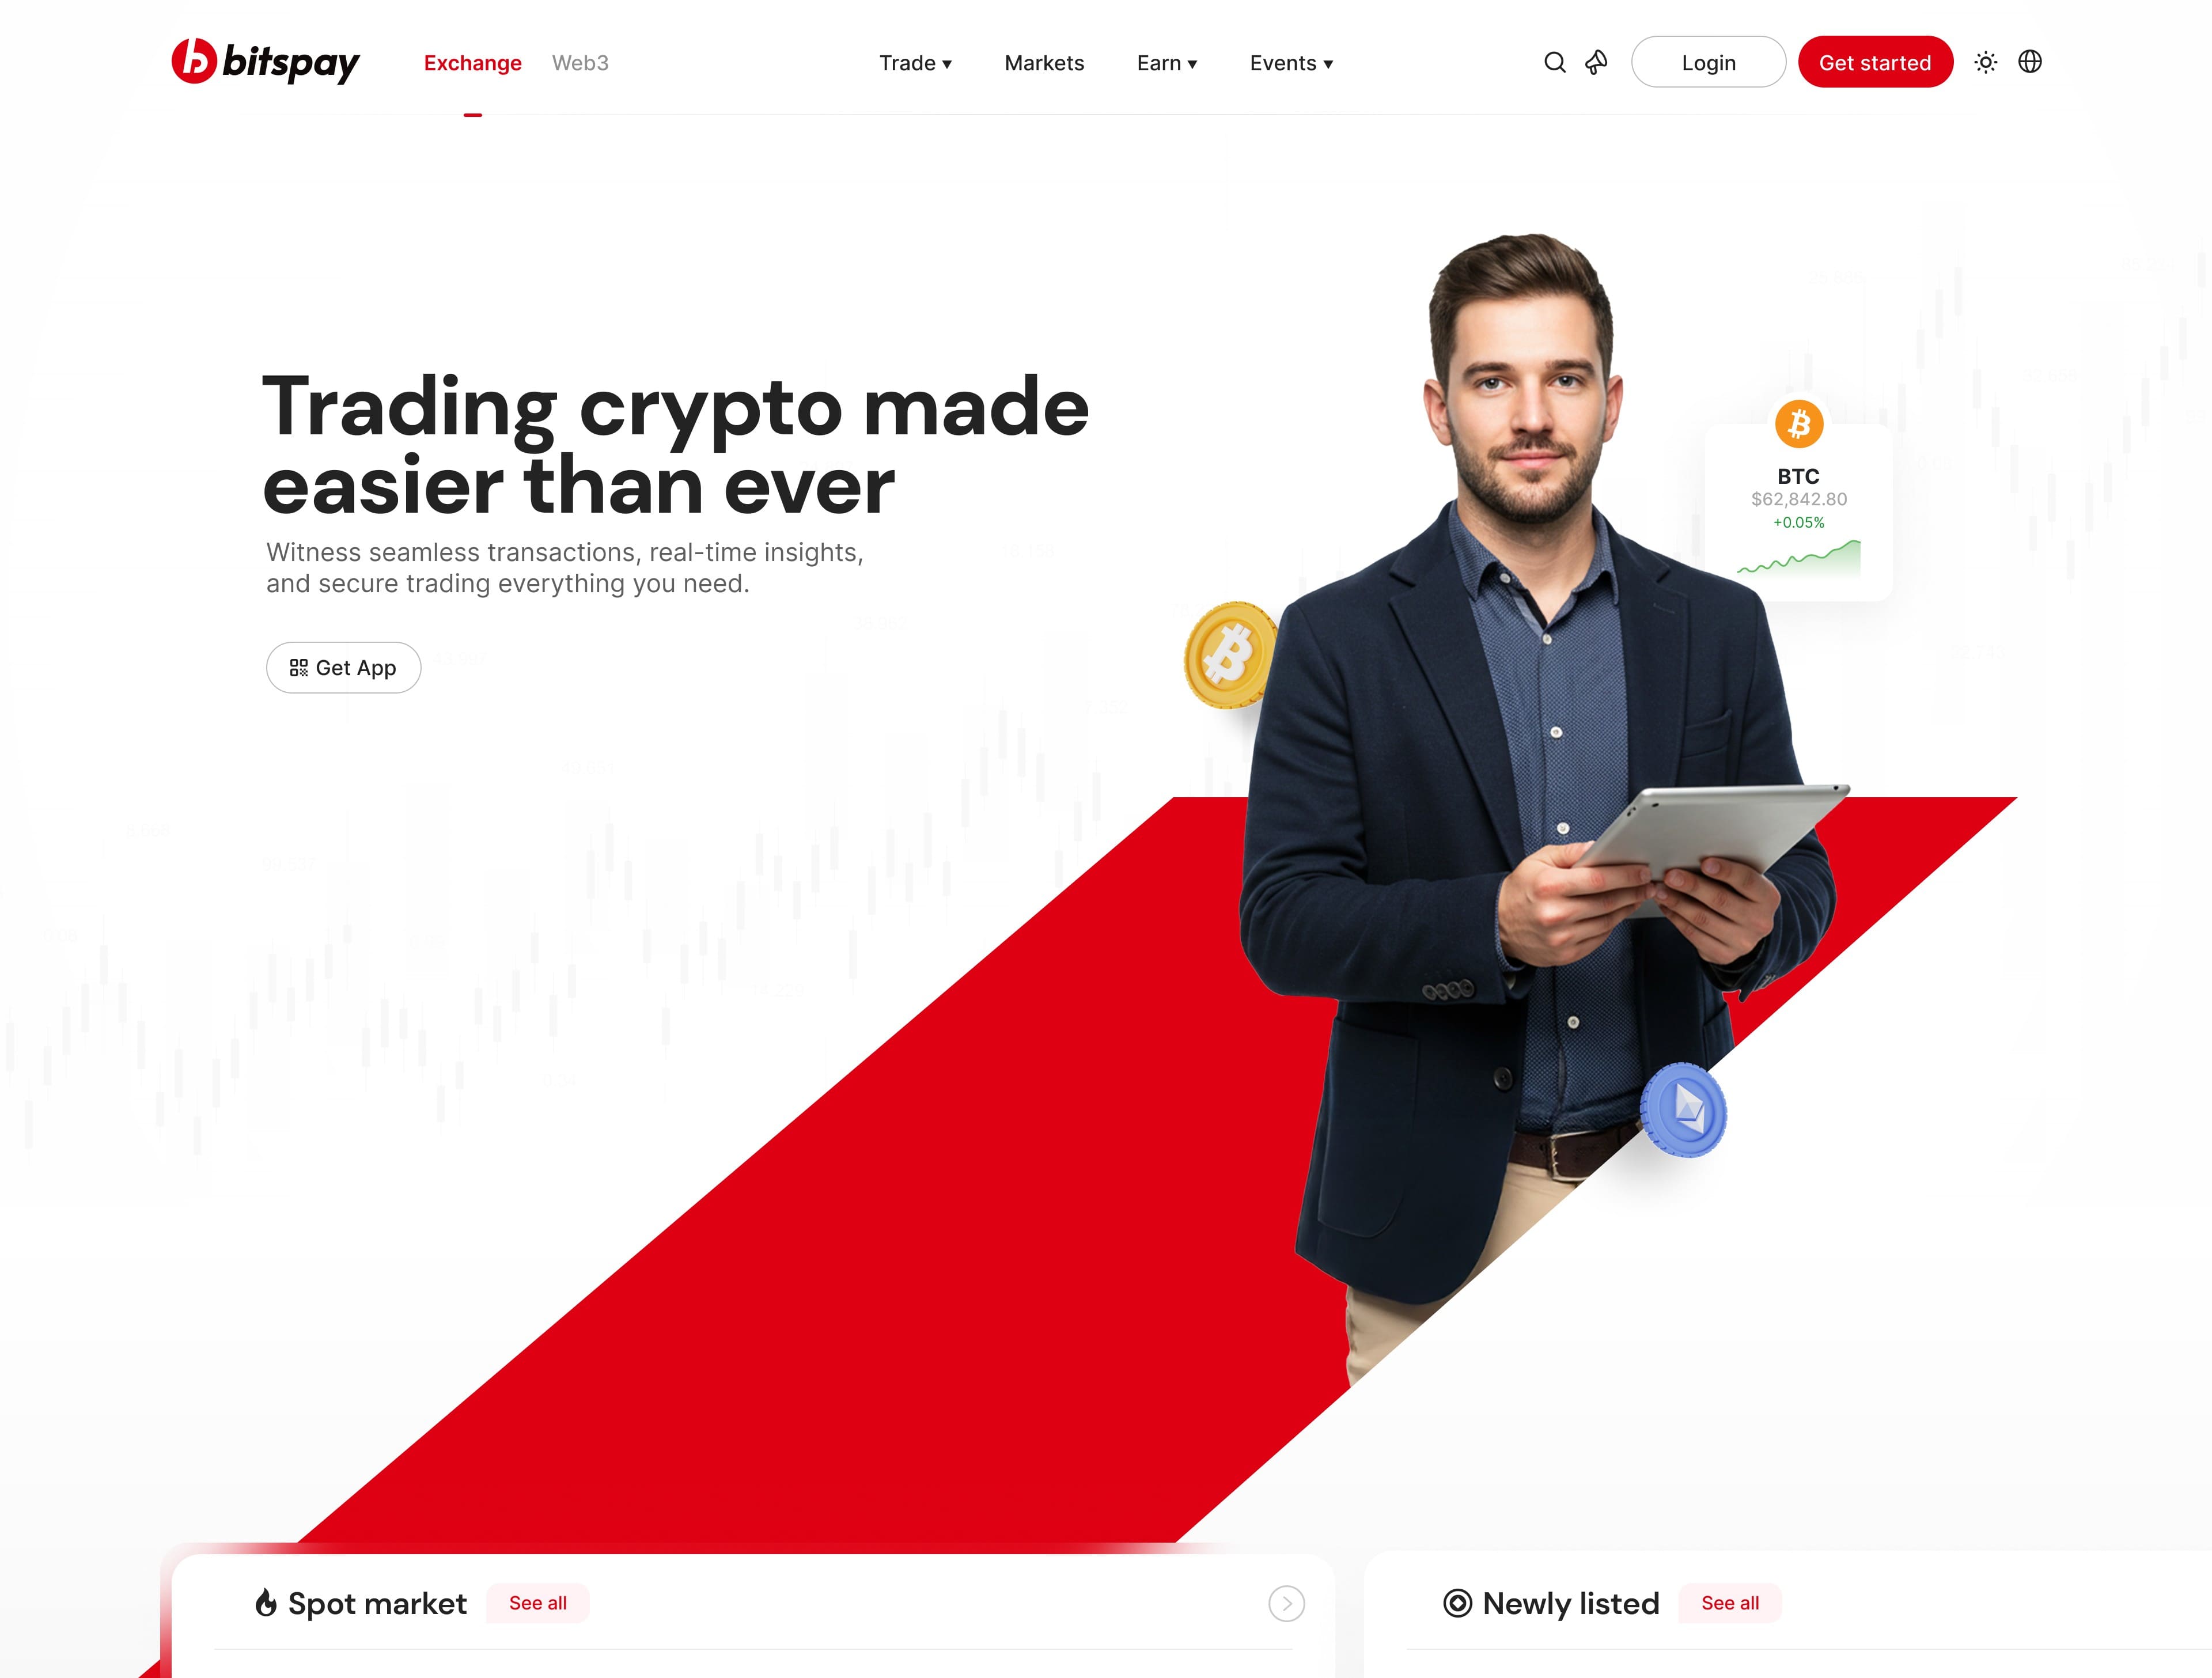 bitspay
Exchange Web3 Trade ▾ Markets Earn ▾ Events ▾ Login Get started
Trading crypto made
easier than ever
Witness seamless transactions, real-time insights,
and secure trading everything you need.
Get App
BTC
$62,842.80
+0.05%
Spot market See all
Newly listed See all